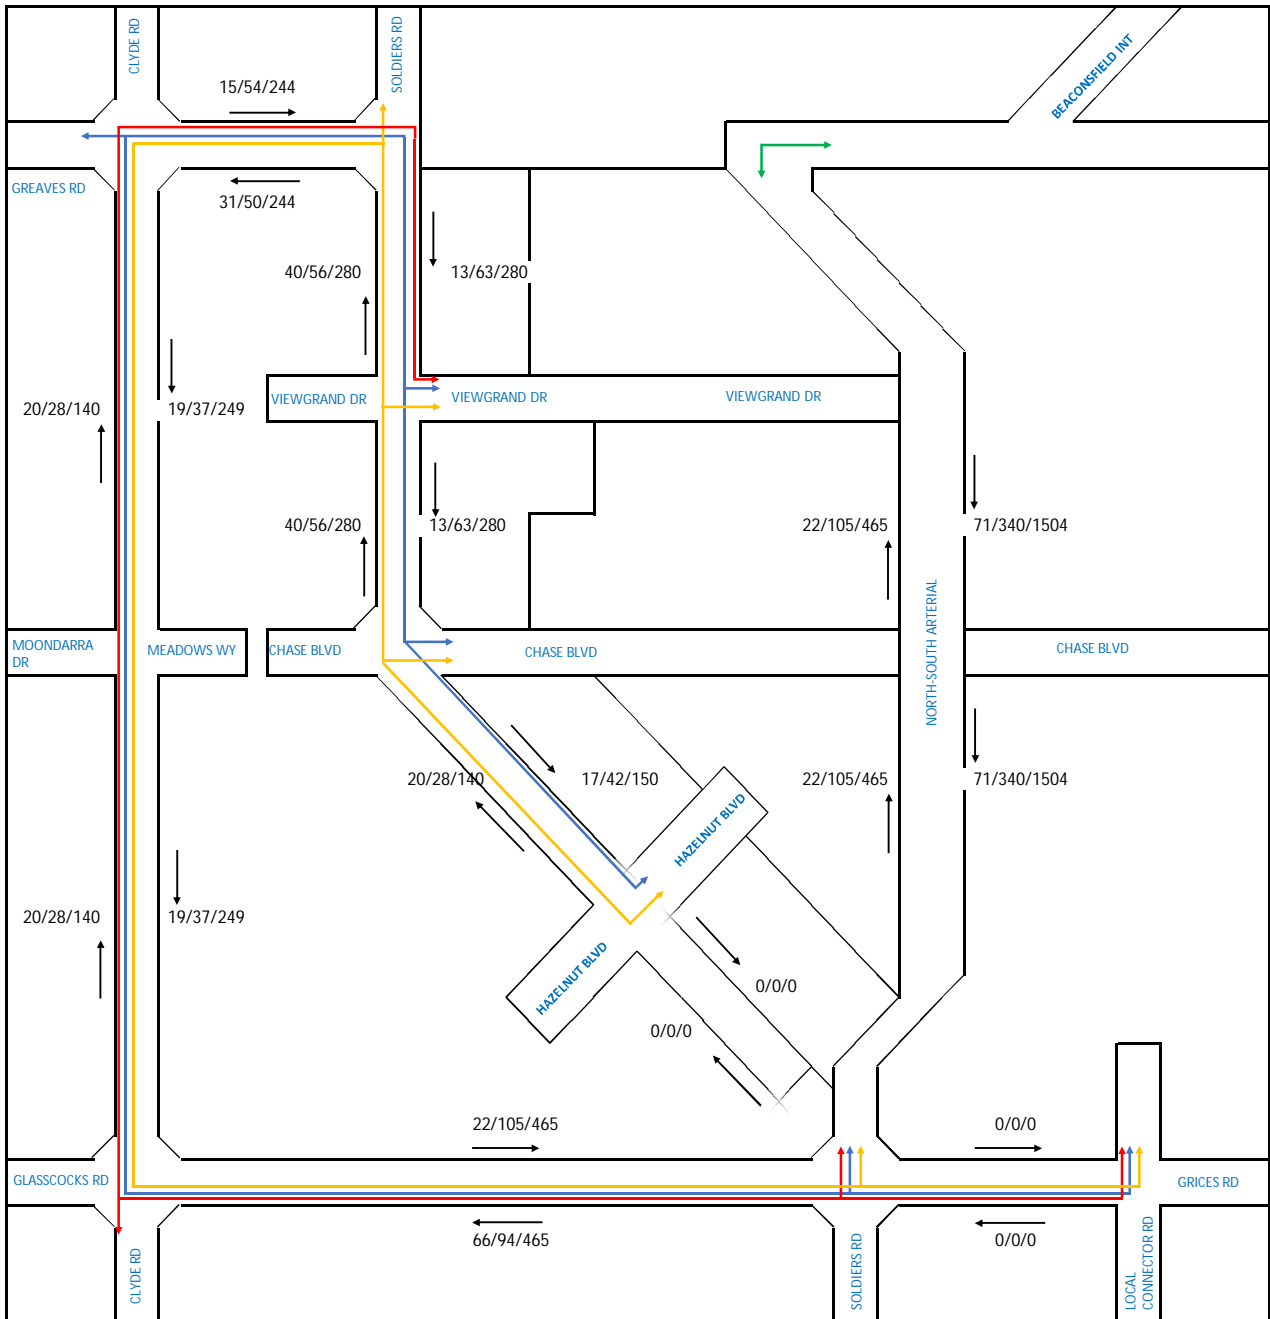 CLYDE RD
SOLDIERS RD
BEACONSFIELD INT
15/54/244
GREAVES RD
31/50/244
40/56/280
13/63/280
20/28/140
19/37/249
VIEWGRAND DR
VIEWGRAND DR
VIEWGRAND DR
40/56/280
13/63/280
22/105/465
71/340/1504
NORTH-SOUTH ARTERIAL
MOONDARRA
DR
MEADOWS WY
CHASE BLVD
CHASE BLVD
CHASE BLVD
20/28/140
17/42/150
22/105/465
71/340/1504
HAZELNUT BLVD
20/28/140
19/37/249
HAZELNUT BLVD
0/0/0
0/0/0
22/105/465
0/0/0
GLASSCOCKS RD
GRICES RD
66/94/465
0/0/0
CLYDE RD
SOLDIERS RD
LOCAL
CONNECTOR RD